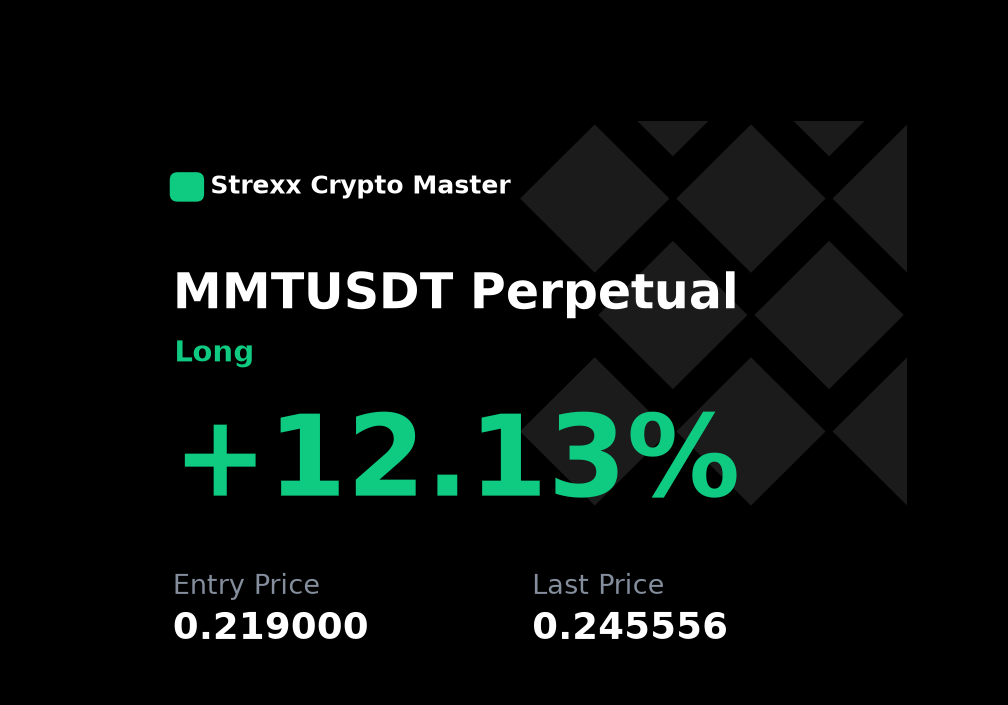 Strexx Crypto Master
MMTUSDT Perpetual
Long
+12.13%
Entry Price Last Price
0.219000 0.245556